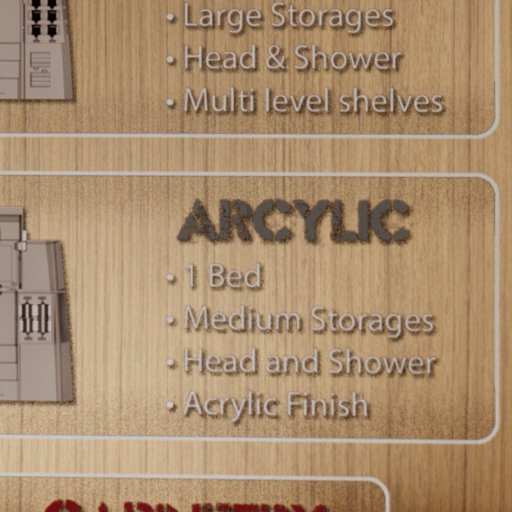 • Large Storages
• Head & Shower
• Multi level shelves
ARCYLIC
• 1 Bed
• Medium Storages
• Head and Shower
• Acrylic Finish